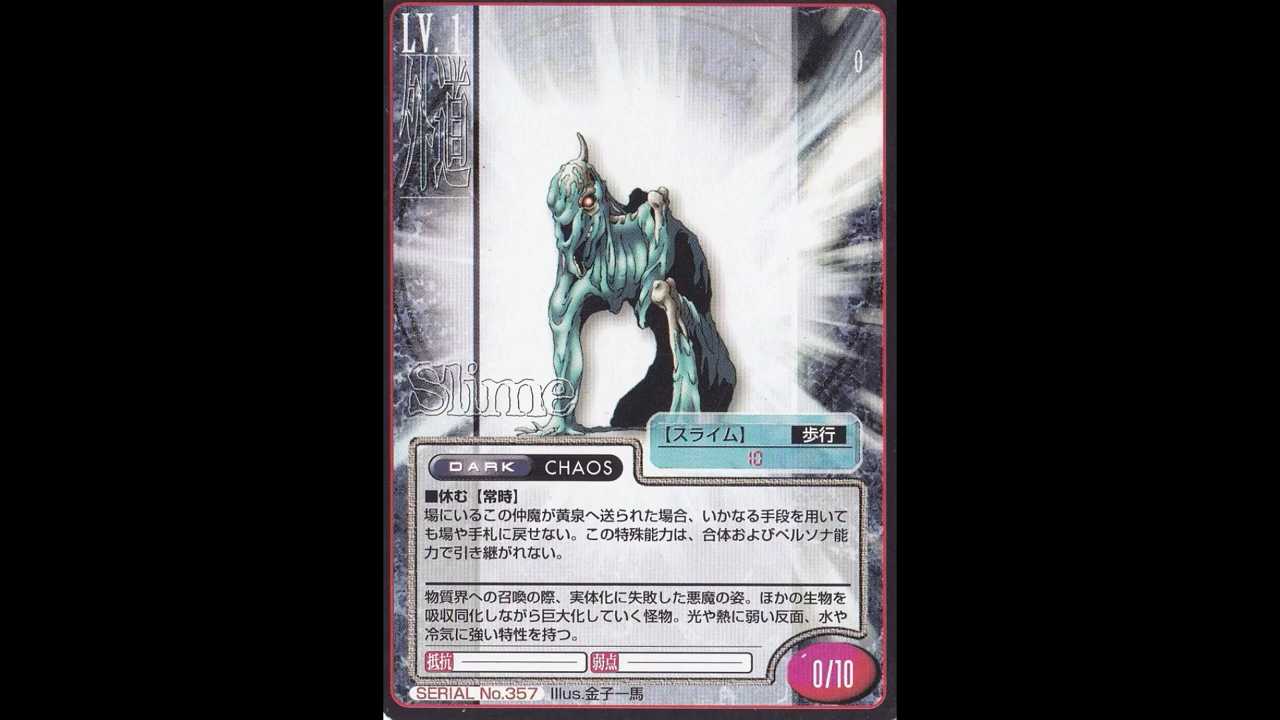 LV. 1
外道
0
Slime
【スライム】 歩行
10
DARK CHAOS
■休む【常時】
場にいるこの仲魔が黄泉へ送られた場合、いかなる手段を用いて
も場や手札に戻せない。この特殊能力は、合体およびペルソナ能
力で引き継がれない。
物質界への召喚の際、実体化に失敗した悪魔の姿。ほかの生物を
吸収同化しながら巨大化していく怪物。光や熱に弱い反面、水や
冷気に強い特性を持つ。
抵抗 弱点
0/10
SERIAL No.357 Illus.金子一馬